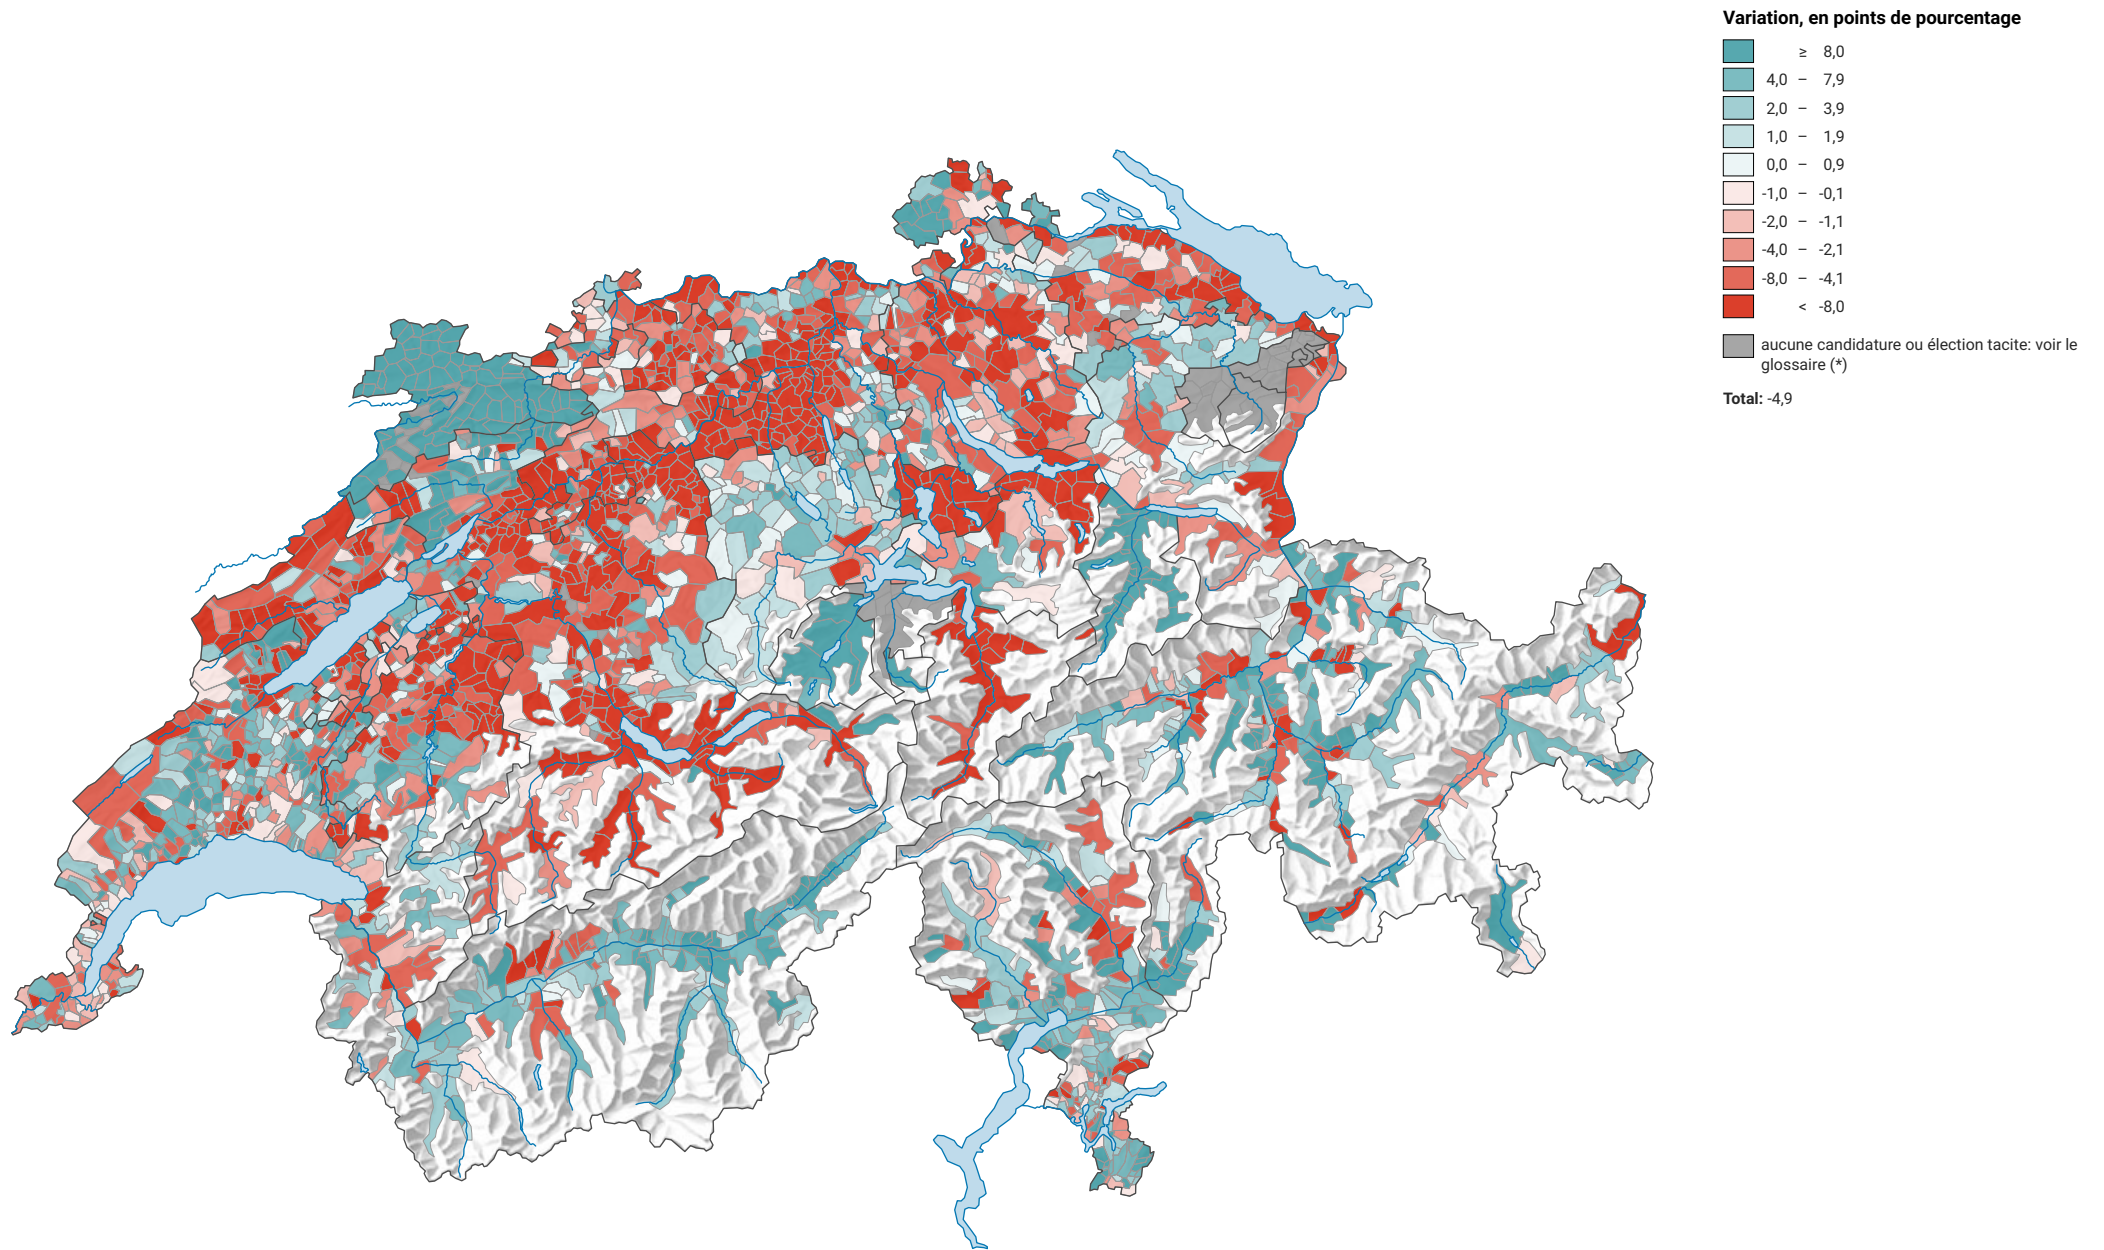 Variation, en points de pourcentage
≥ 8,0
4,0 – 7,9
2,0 – 3,9
1,0 – 1,9
0,0 – 0,9
-1,0 – -0,1
-2,0 – -1,1
-4,0 – -2,1
-8,0 – -4,1
< -8,0
aucune candidature ou élection tacite: voir le
glossaire (*)
Total: -4,9